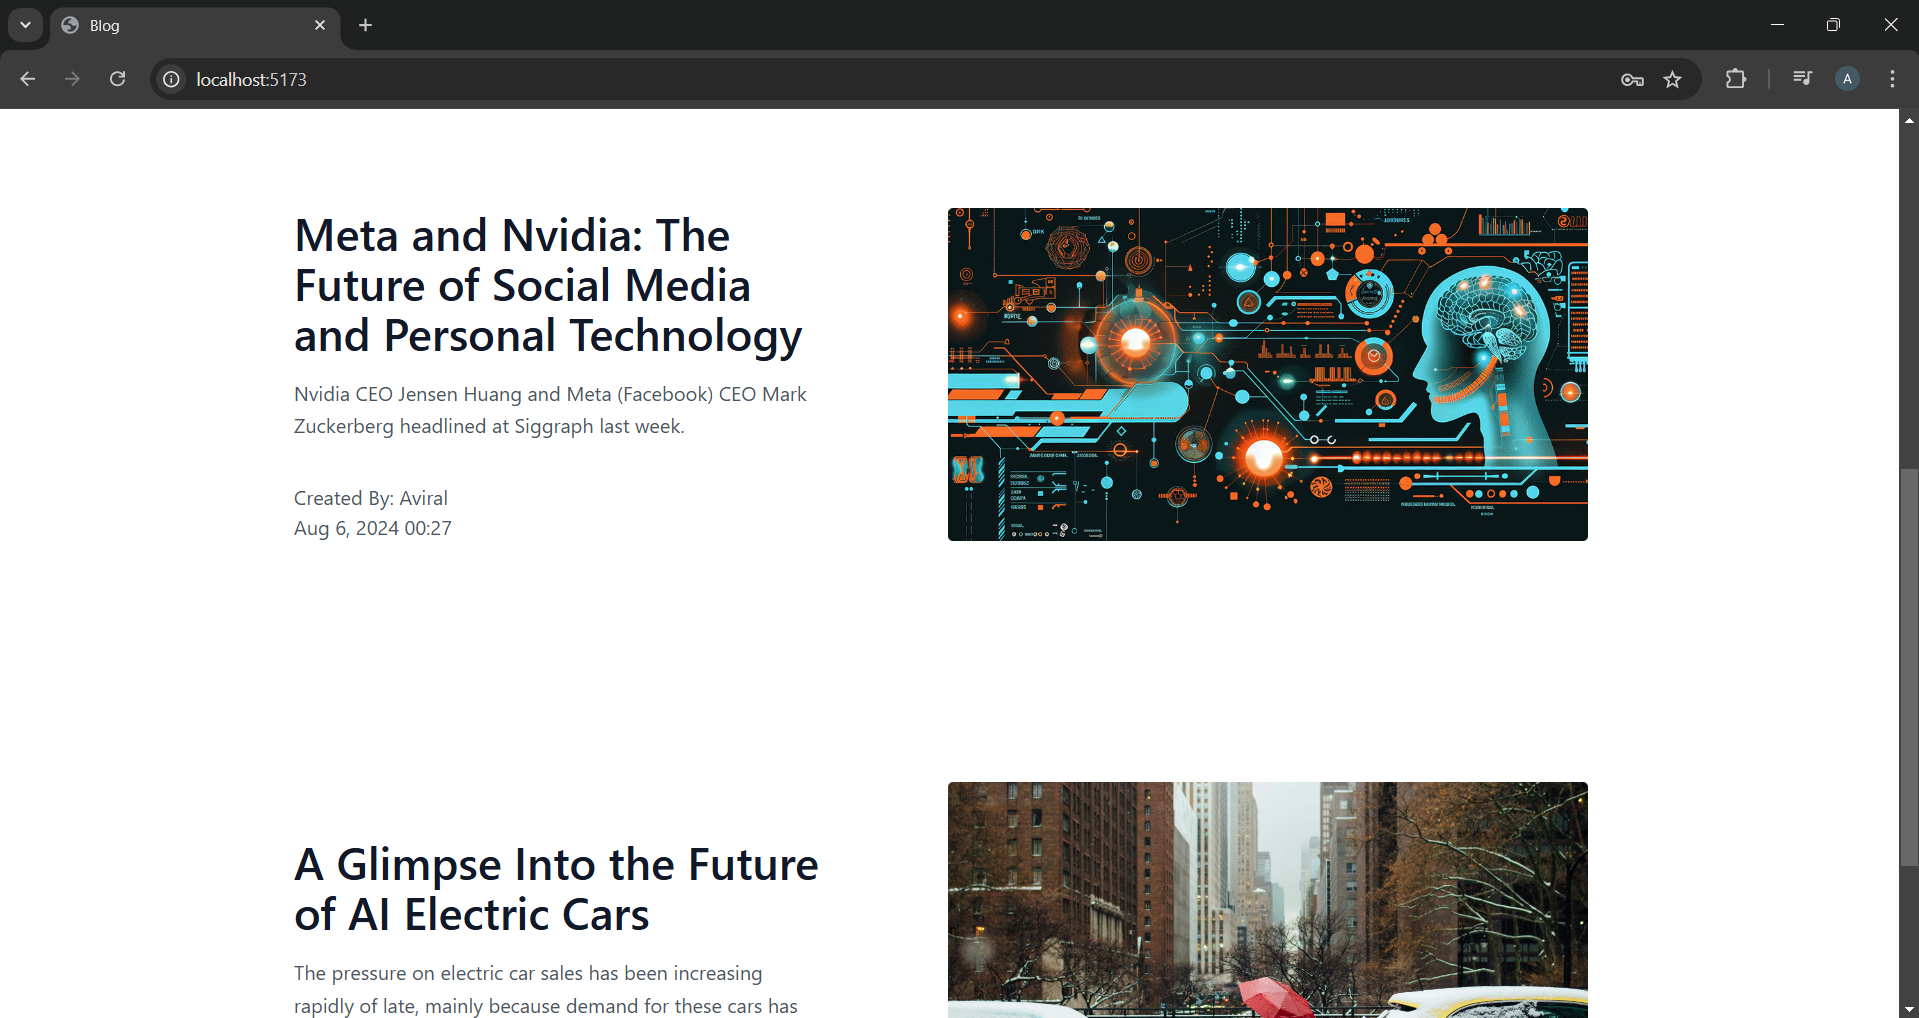 Blog
localhost:5173
A
Meta and Nvidia: The
Future of Social Media
and Personal Technology
Nvidia CEO Jensen Huang and Meta (Facebook) CEO Mark
Zuckerberg headlined at Siggraph last week.
Created By: Aviral
Aug 6, 2024 00:27
A Glimpse Into the Future
of AI Electric Cars
The pressure on electric car sales has been increasing
rapidly of late, mainly because demand for these cars has